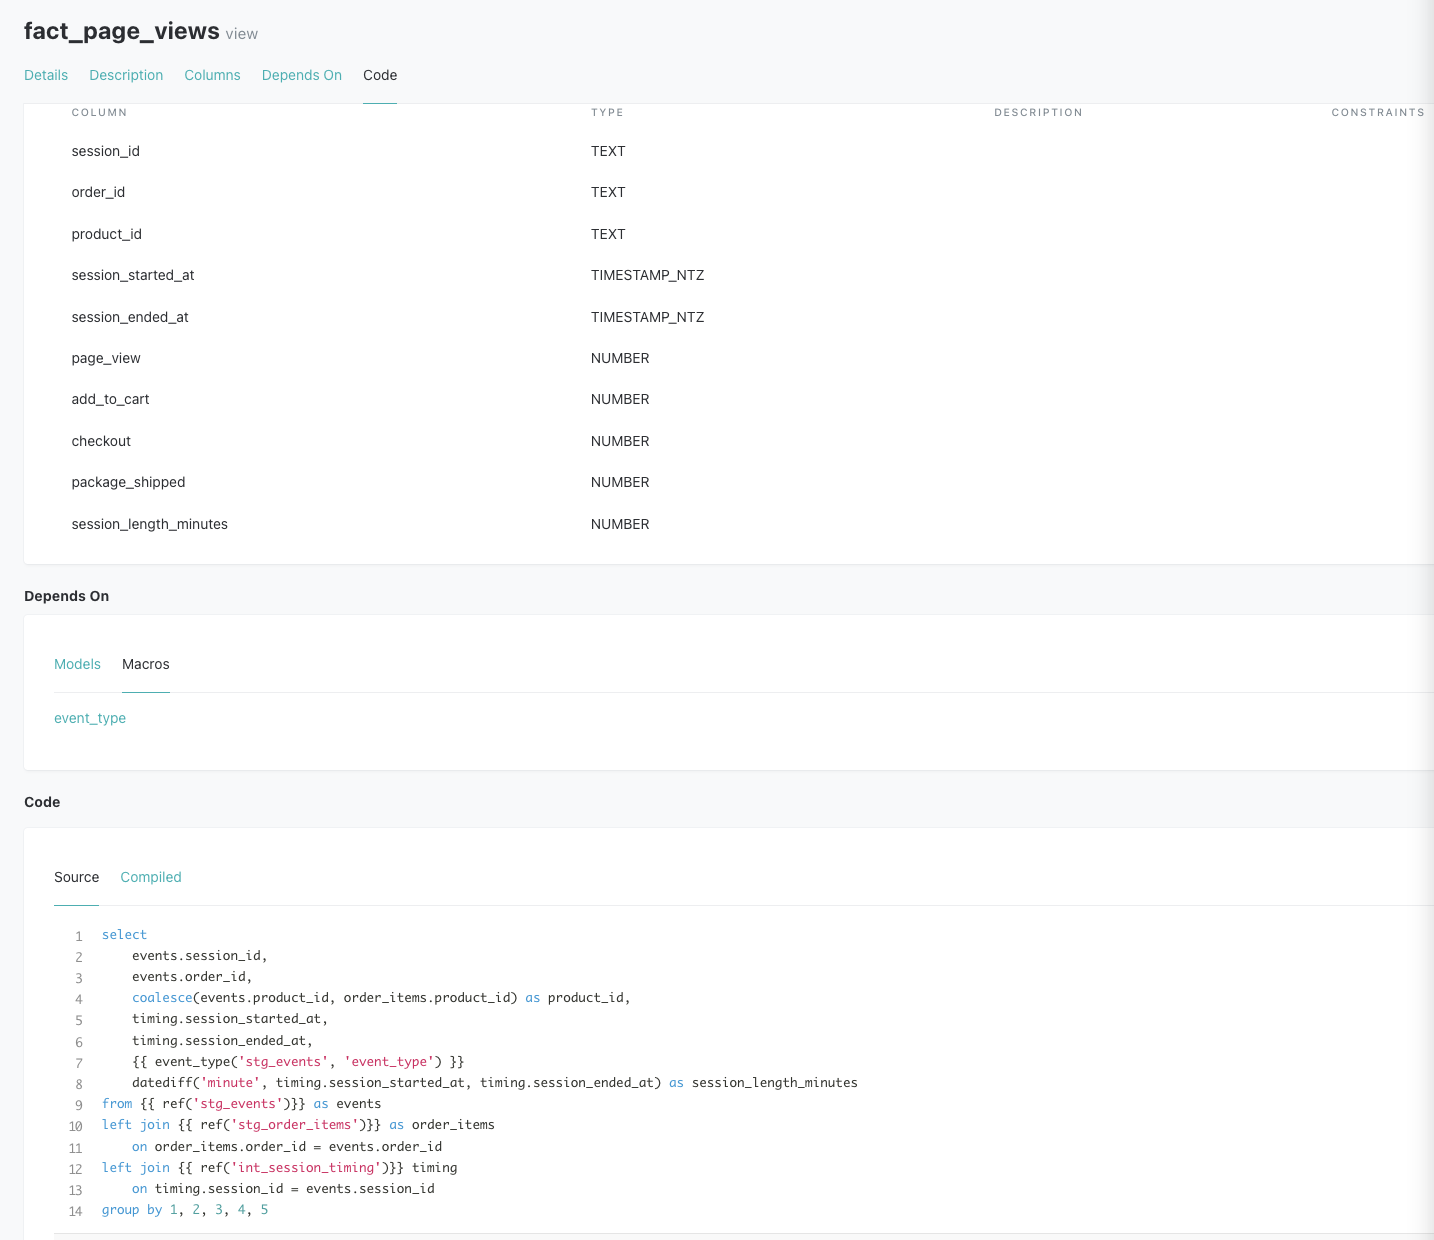 fact_page_views view
Details Description Columns Depends On Code
COLUMN TYPE DESCRIPTION CONSTRAINTS
session_id TEXT
order_id TEXT
product_id TEXT
session_started_at TIMESTAMP_NTZ
session_ended_at TIMESTAMP_NTZ
page_view NUMBER
add_to_cart NUMBER
checkout NUMBER
package_shipped NUMBER
session_length_minutes NUMBER
Depends On
Models Macros
event_type
Code
Source Compiled
1 select
2     events.session_id,
3     events.order_id,
4     coalesce(events.product_id, order_items.product_id) as product_id,
5     timing.session_started_at,
6     timing.session_ended_at,
7     {{ event_type('stg_events', 'event_type') }}
8     datediff('minute', timing.session_started_at, timing.session_ended_at) as session_length_minutes
9 from {{ ref('stg_events')}} as events
10 left join {{ ref('stg_order_items')}} as order_items
11     on order_items.order_id = events.order_id
12 left join {{ ref('int_session_timing')}} timing
13     on timing.session_id = events.session_id
14 group by 1, 2, 3, 4, 5